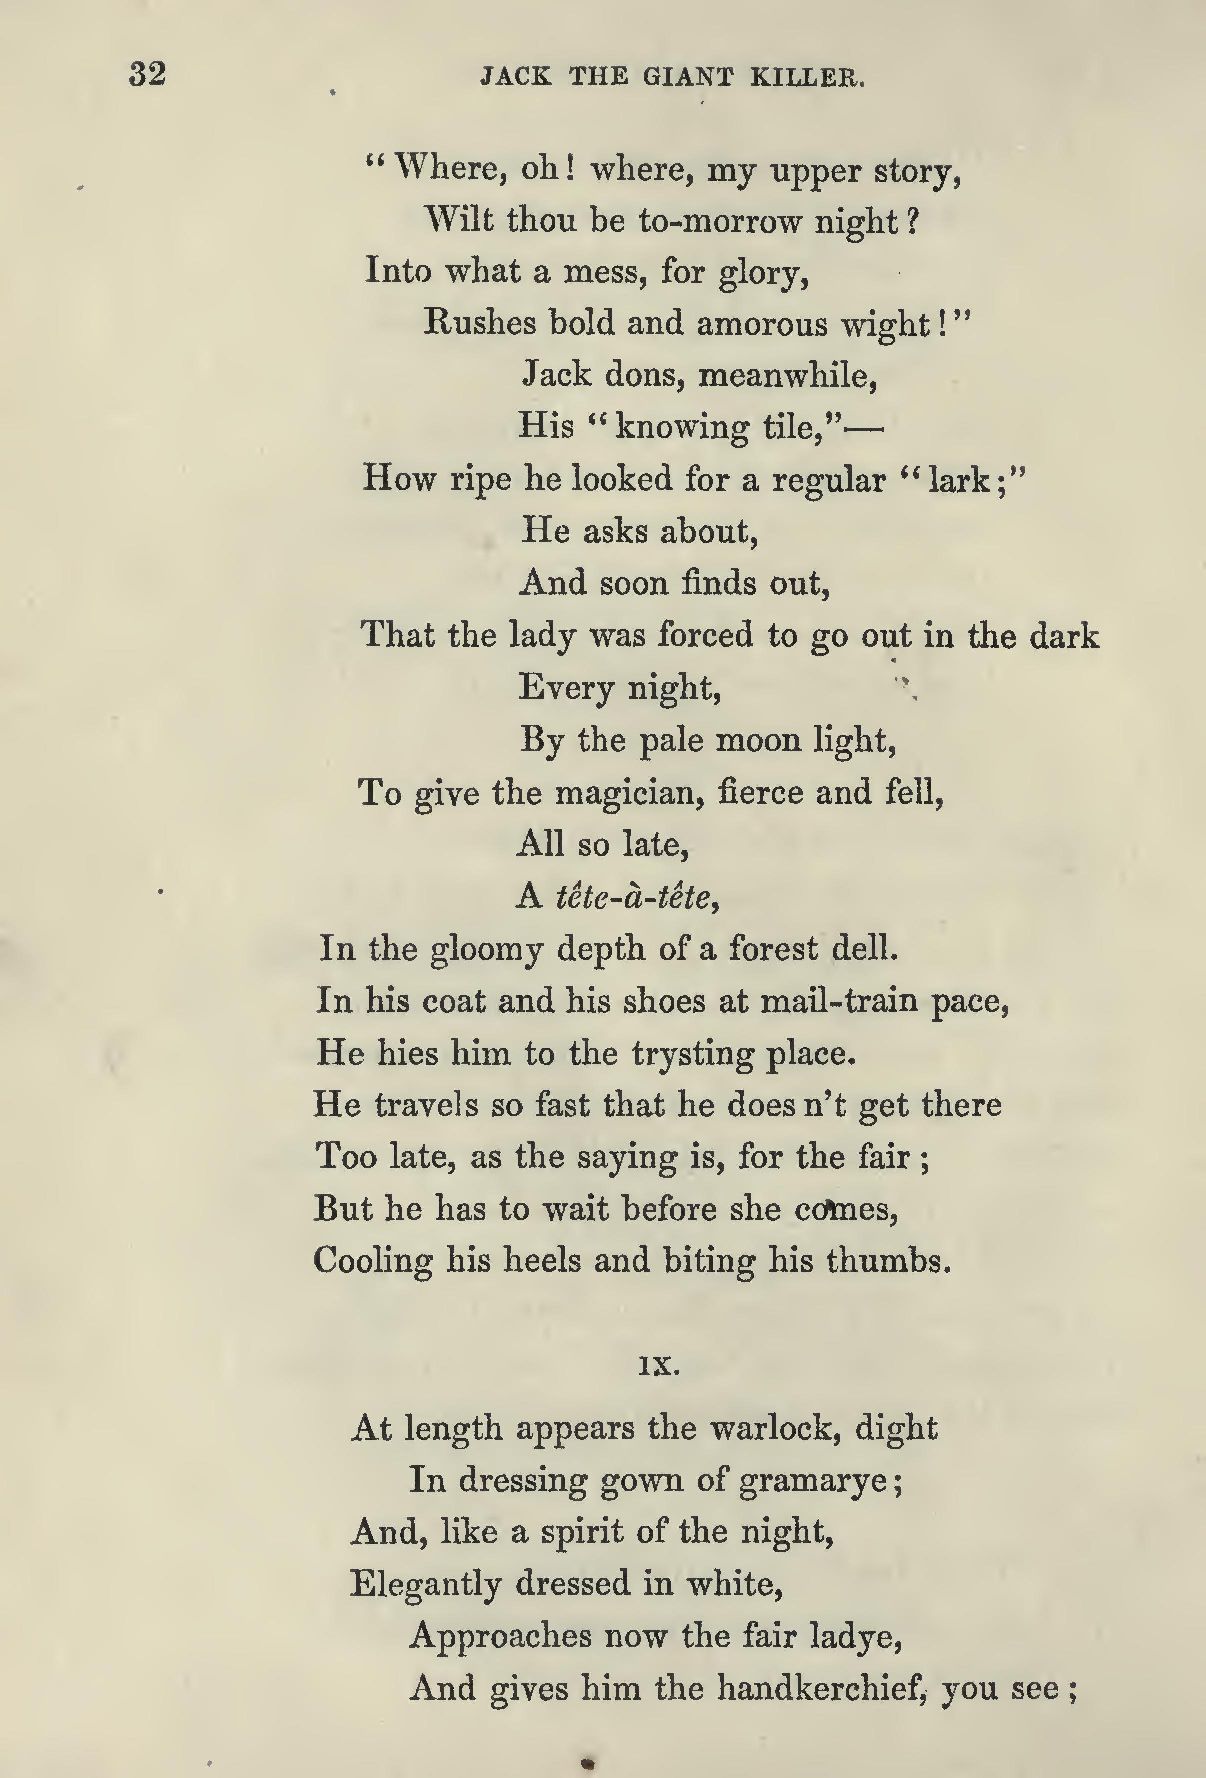 32 JACK THE GIANT KILLER.
“Where, oh! where, my upper story,
Wilt thou be to-morrow night?
Into what a mess, for glory,
Rushes bold and amorous wight!”
Jack dons, meanwhile,
His “knowing tile,”—
How ripe he looked for a regular “lark;”
He asks about,
And soon finds out,
That the lady was forced to go out in the dark
Every night,
By the pale moon light,
To give the magician, fierce and fell,
All so late,
A tête-à-tête,
In the gloomy depth of a forest dell.
In his coat and his shoes at mail-train pace,
He hies him to the trysting place.
He travels so fast that he does n’t get there
Too late, as the saying is, for the fair;
But he has to wait before she comes,
Cooling his heels and biting his thumbs.
IX.
At length appears the warlock, dight
In dressing gown of gramarye;
And, like a spirit of the night,
Elegantly dressed in white,
Approaches now the fair ladye,
And gives him the handkerchief, you see;